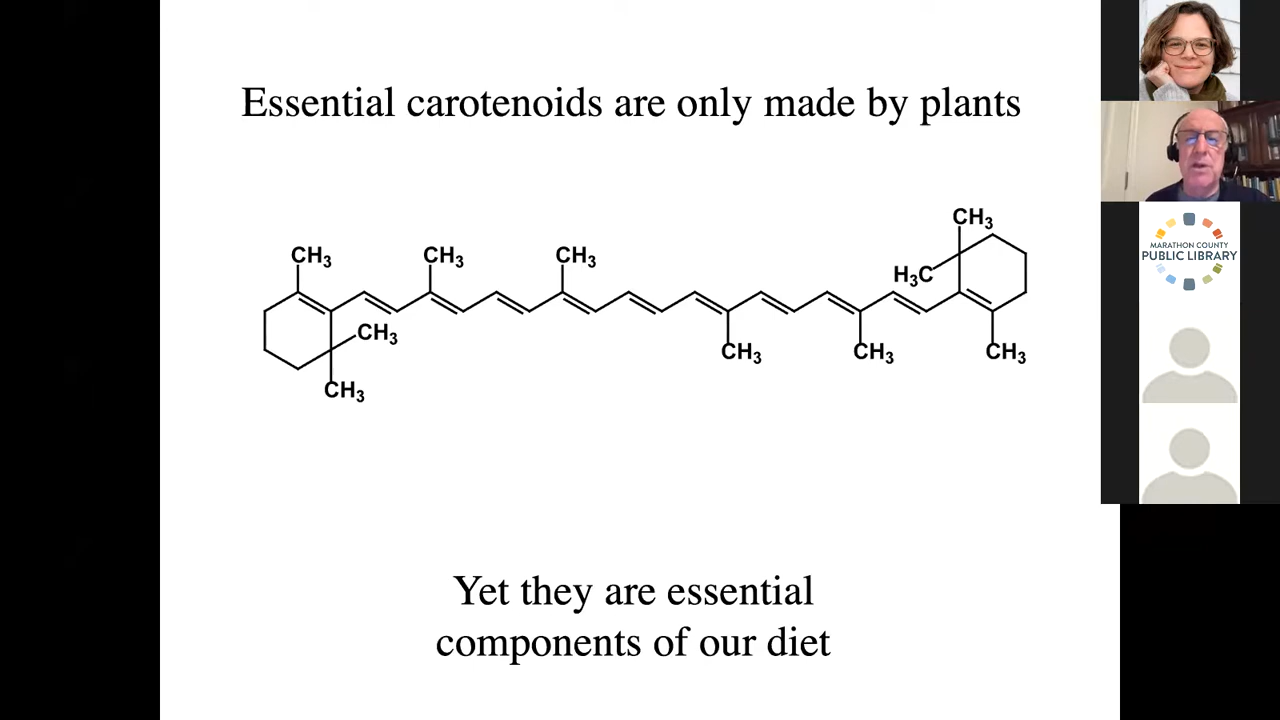 Essential carotenoids are only made by plants
CH3
CH3
CH3
CH3
H3C
CH3
CH3
CH3
CH3
CH3
Yet they are essential
components of our diet
MARATHON COUNTY
PUBLIC LIBRARY